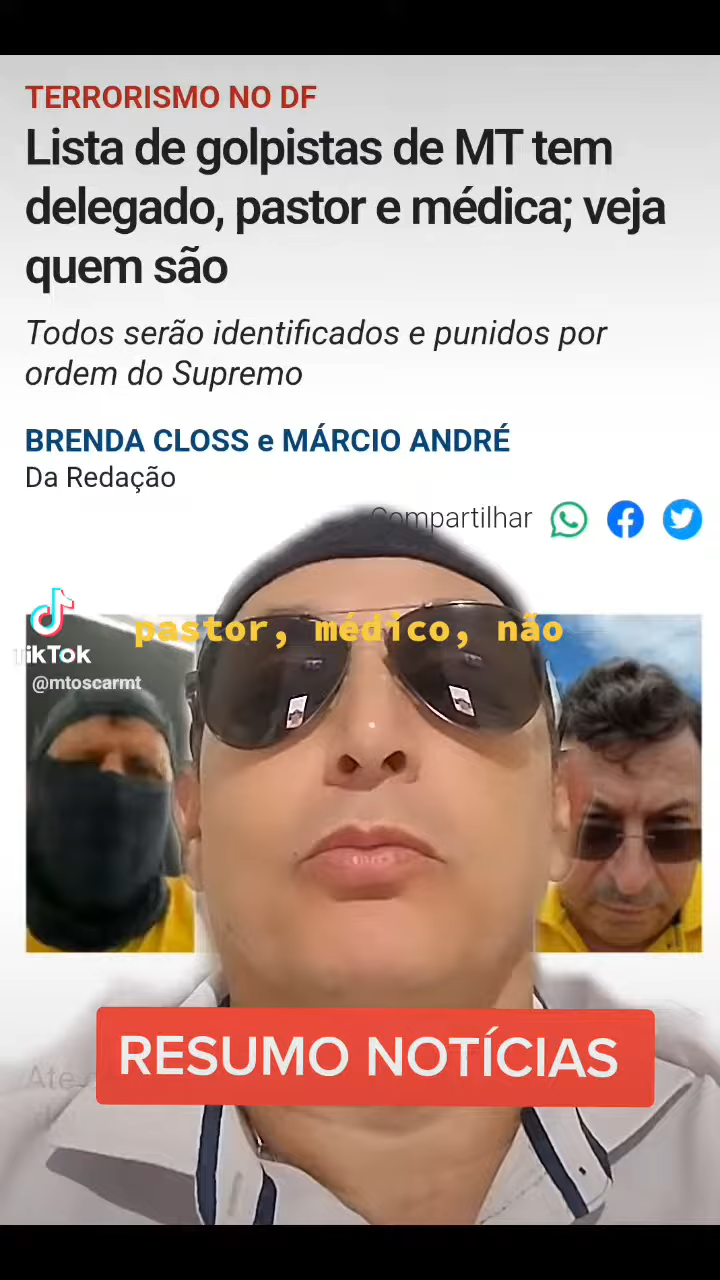 TERRORISMO NO DF
Lista de golpistas de MT tem
delegado, pastor e médica; veja
quem são
Todos serão identificados e punidos por
ordem do Supremo
BRENDA CLOSS e MÁRCIO ANDRÉ
Da Redação
Compartilhar
pastor, médico, não
TikTok
@mtoscarmt
RESUMO NOTÍCIAS